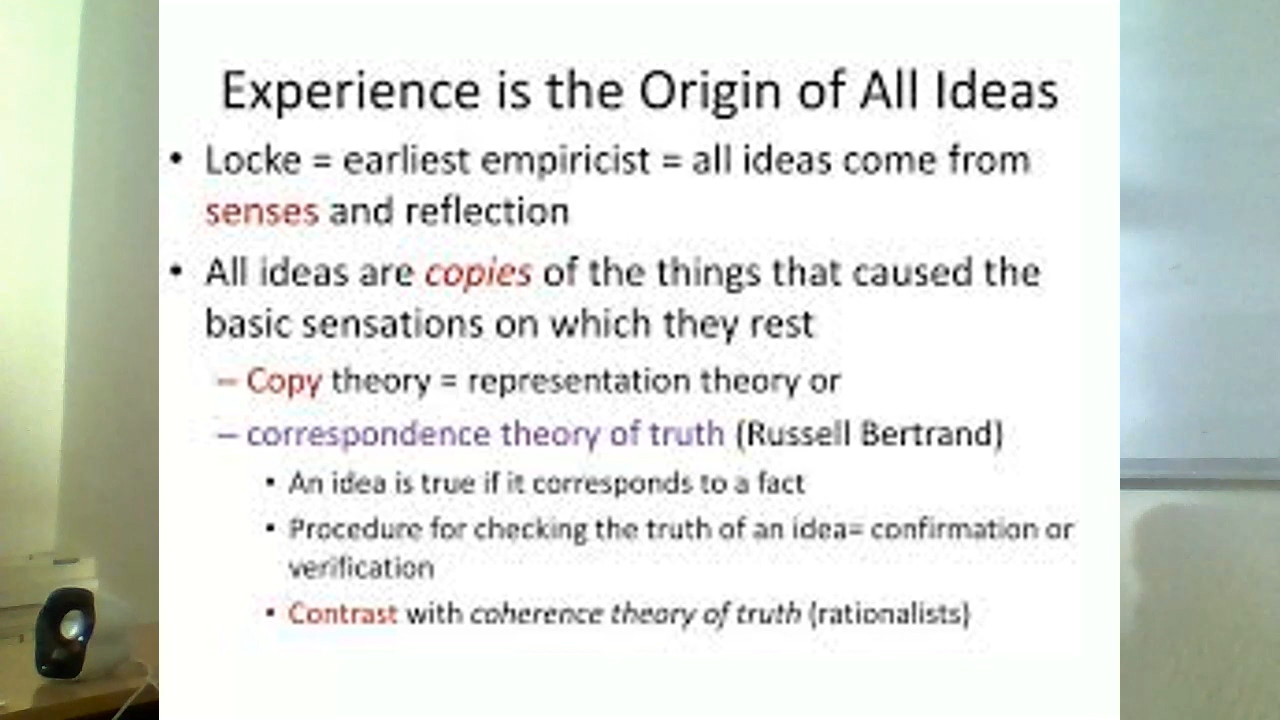 Experience is the Origin of All Ideas
• Locke = earliest empiricist = all ideas come from
senses and reflection
• All ideas are copies of the things that caused the
basic sensations on which they rest
– Copy theory = representation theory or
– correspondence theory of truth (Russell Bertrand)
• An idea is true if it corresponds to a fact
• Procedure for checking the truth of an idea= confirmation or
verification
• Contrast with coherence theory of truth (rationalists)